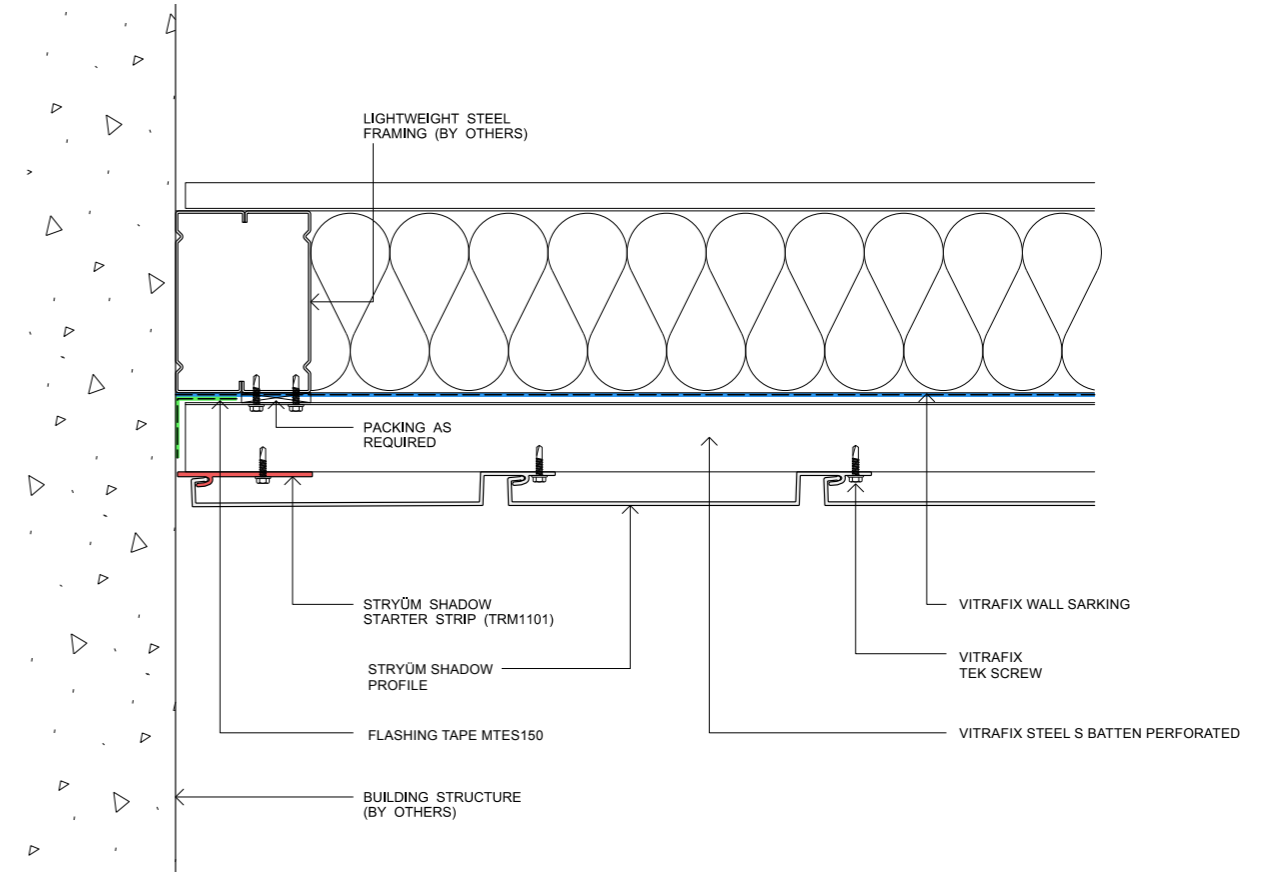 LIGHTWEIGHT STEEL
FRAMING (BY OTHERS)
PACKING AS
REQUIRED
STRYÜM SHADOW
STARTER STRIP (TRM1101)
STRYÜM SHADOW
PROFILE
FLASHING TAPE MTES150
BUILDING STRUCTURE
(BY OTHERS)
VITRAFIX WALL SARKING
VITRAFIX
TEK SCREW
VITRAFIX STEEL S BATTEN PERFORATED